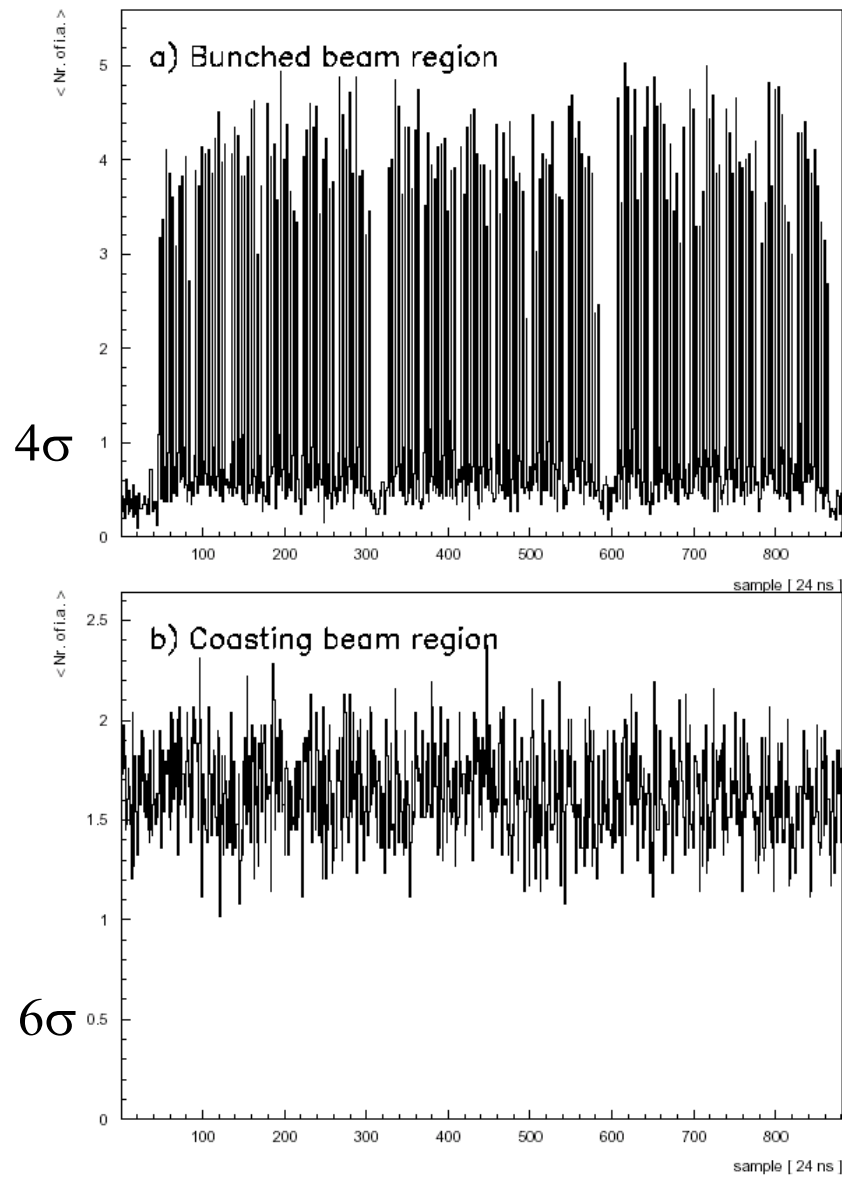 < Nr. of i.a. >
a) Bunched beam region
5
4
3
2
4σ
1
0
100 200 300 400 500 600 700 800
sample [ 24 ns ]
< Nr. of i.a. >
b) Coasting beam region
2.5
2
1.5
1
6σ
0.5
0
100 200 300 400 500 600 700 800
sample [ 24 ns ]